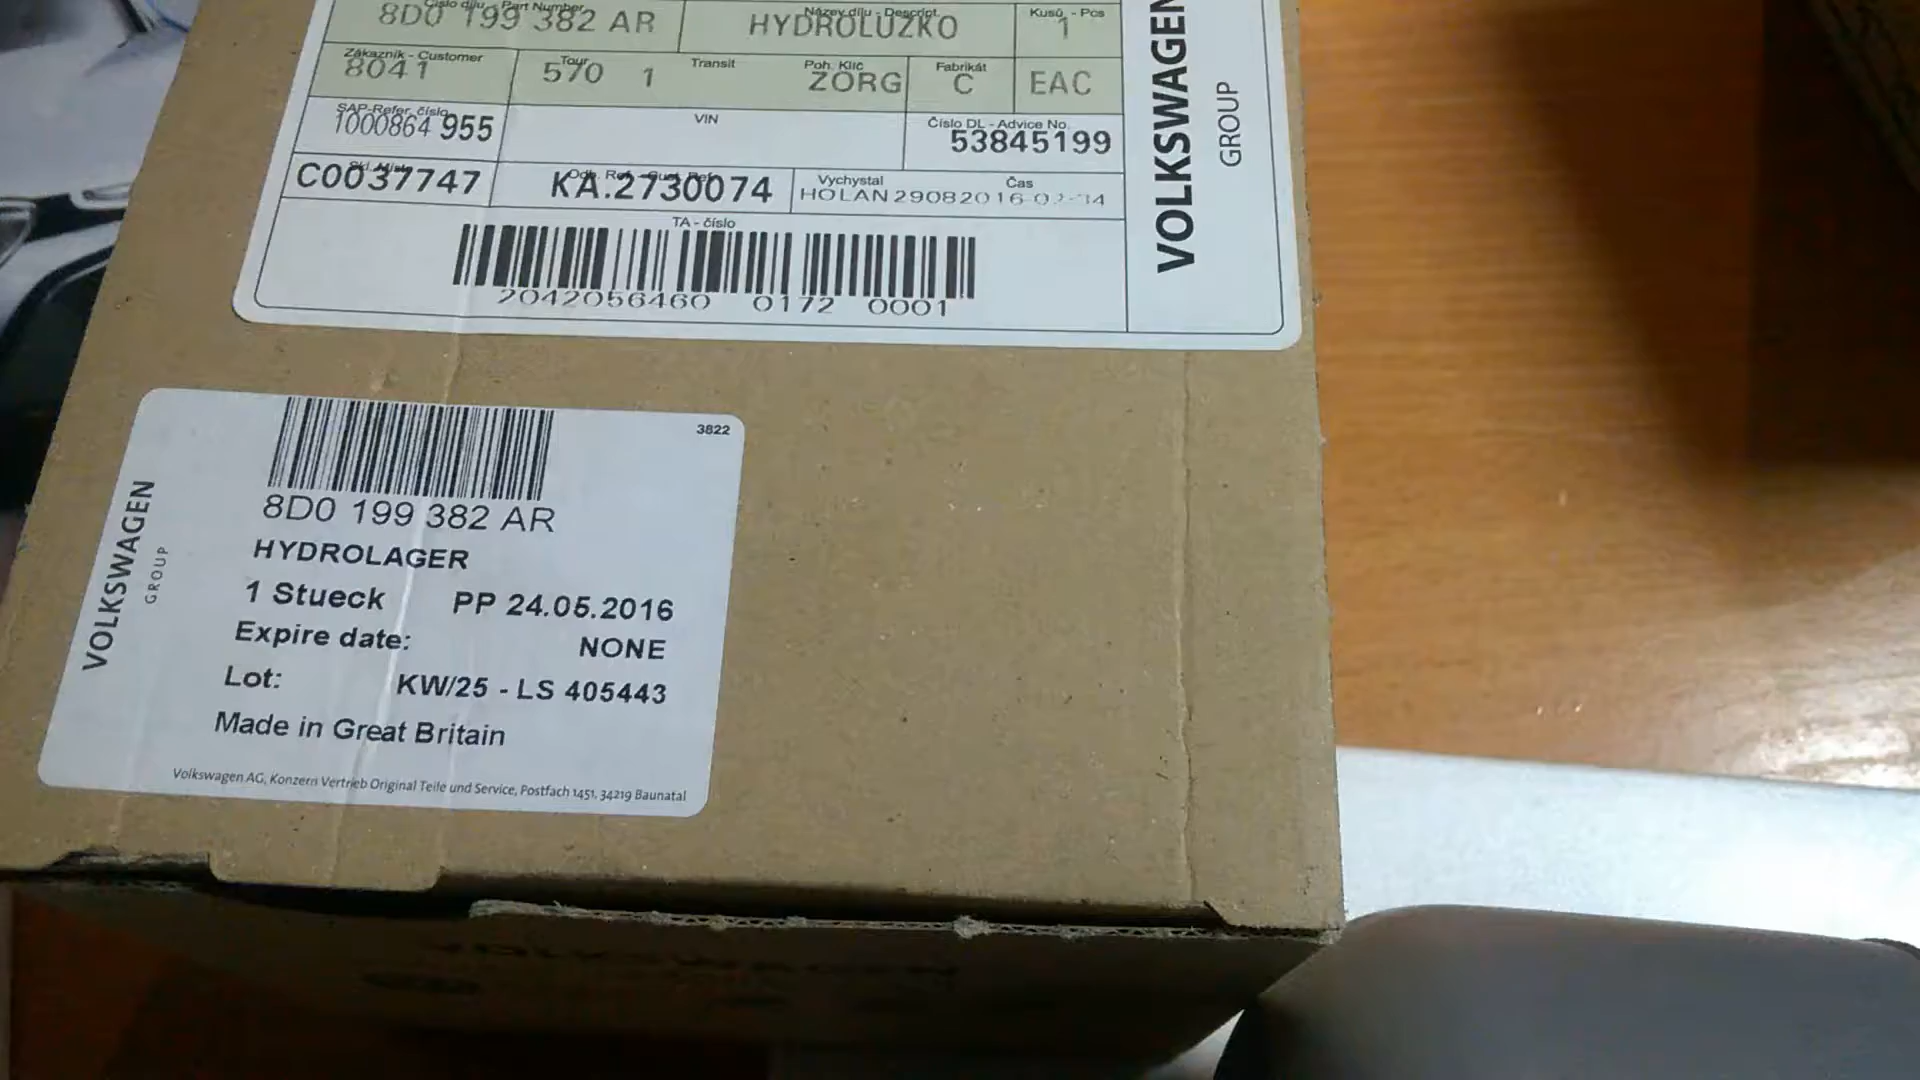 Číslo dílu - Part Number
8D0 199 382 AR
Název dílu - Descript.
HYDROLUZKO
Kusů - Pcs
1
Zákazník - Customer
8041
Tour
570 1
Transit
Poh. Klíc
ZORG
Fabrikát
C
EAC
SAP-Refer. číslo
1000864 955
VIN
Číslo DL - Advice No.
53845199
Skl. Místo
C0037747
KA.2730074
Vychystal
Čas
HOLAN 29082016
TA - číslo
2042056460 0172 0001
VOLKSWAGEN
GROUP
3822
8D0 199 382 AR
HYDROLAGER
1 Stueck PP 24.05.2016
Expire date: NONE
Lot: KW/25 - LS 405443
Made in Great Britain
Volkswagen AG, Konzern Vertrieb Original Teile und Service, Postfach 1451, 34219 Baunatal
VOLKSWAGEN
GROUP